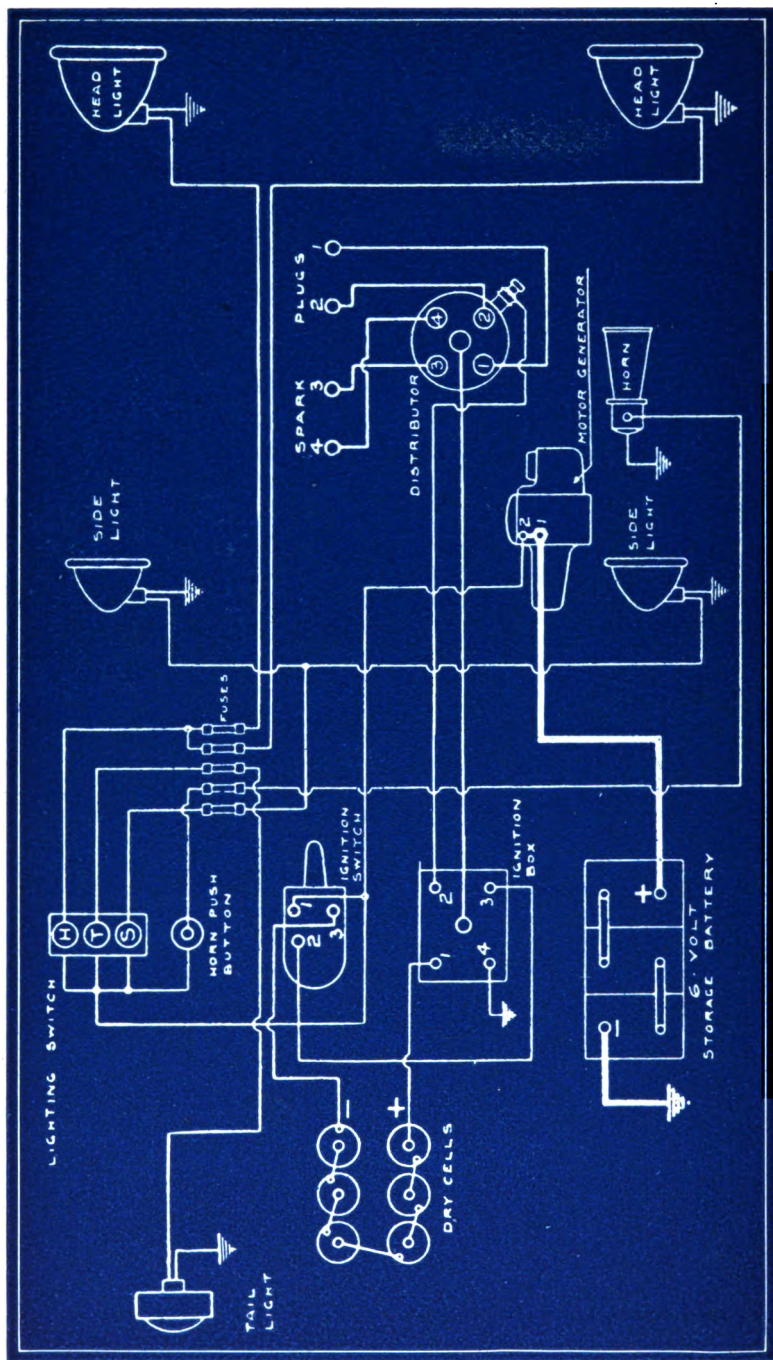 HEAD
LIGHT
HEAD
LIGHT
SPARK PLUGS
4 3 2 1
3 4
1 2
DISTRIBUTOR
MOTOR GENERATOR
2
1
HORN
SIDE
LIGHT
SIDE
LIGHT
FUSES
LIGHTING SWITCH
H
T
S
HORN PUSH
BUTTON
IGNITION
SWITCH
1
2
3
IGNITION
BOX
1 2
4 3
6-VOLT
STORAGE BATTERY
- +
DRY CELLS
-
+
TAIL
LIGHT